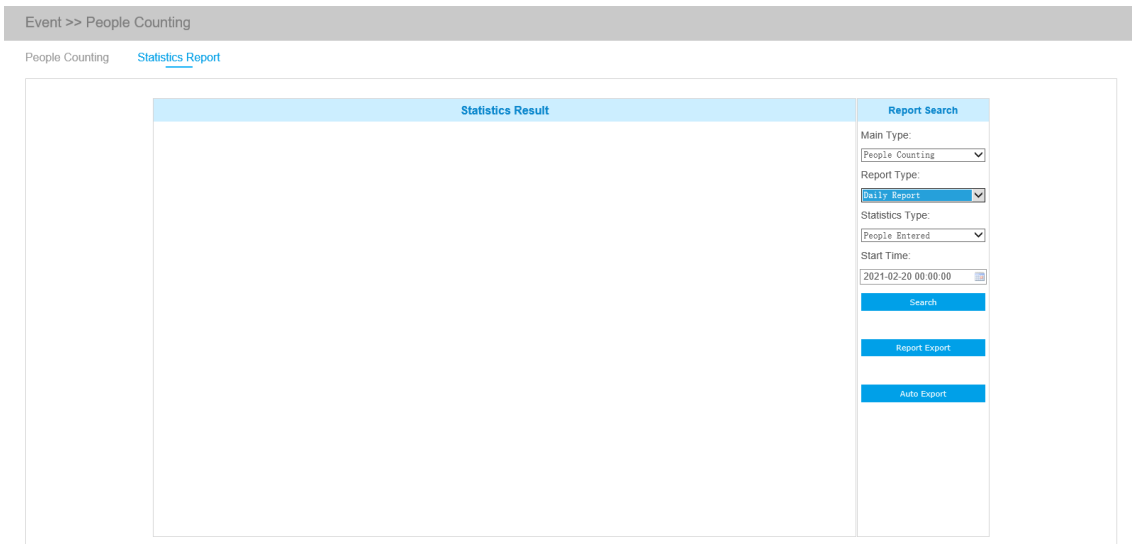 Event >> People Counting
People Counting Statistics Report
Statistics Result
Report Search
Main Type:
People Counting
Report Type:
Daily Report
Statistics Type:
People Entered
Start Time:
2021-02-20 00:00:00
Search
Report Export
Auto Export